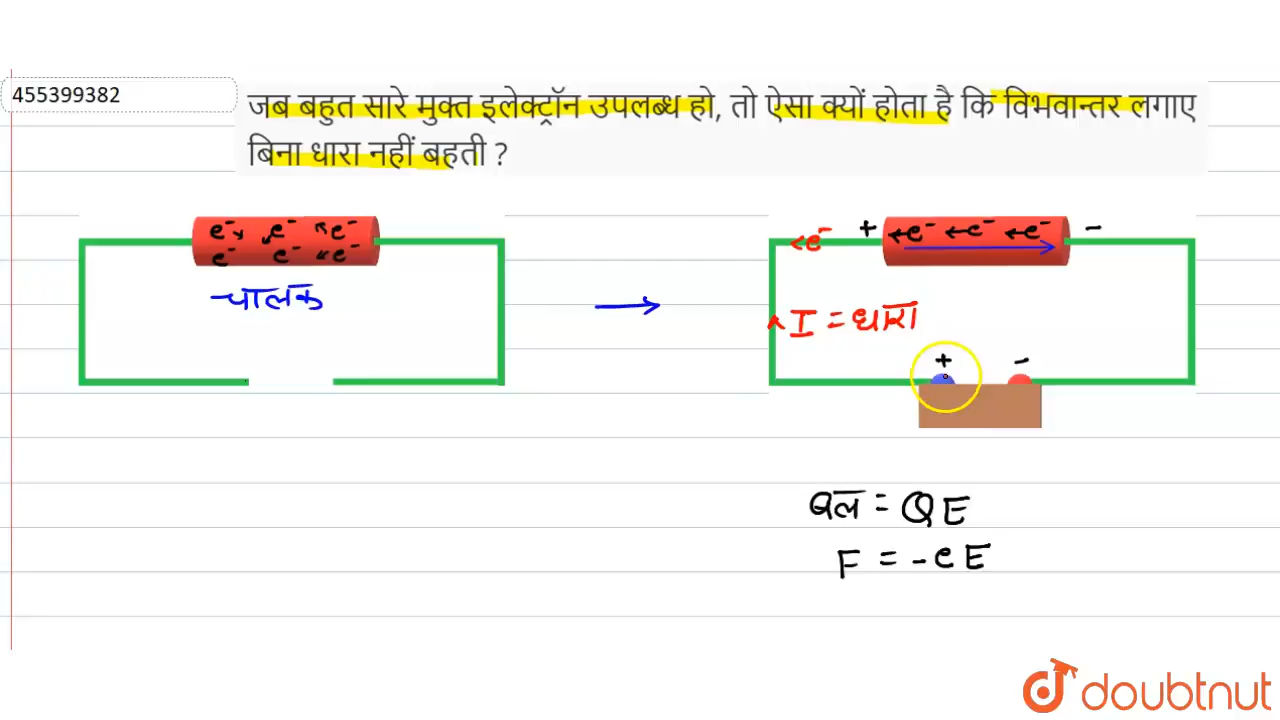 455399382
जब बहुत सारे मुक्त इलेक्ट्रॉन उपलब्ध हो, तो ऐसा क्यों होता है कि विभवान्तर लगाए
बिना धारा नहीं बहती ?
e⁻ e⁻ e⁻
e⁻ e⁻ e⁻
चालक
e⁻ + e⁻ e⁻ e⁻ −
I = धारा
+ −
बल = QE
F = -eE
doubtnut